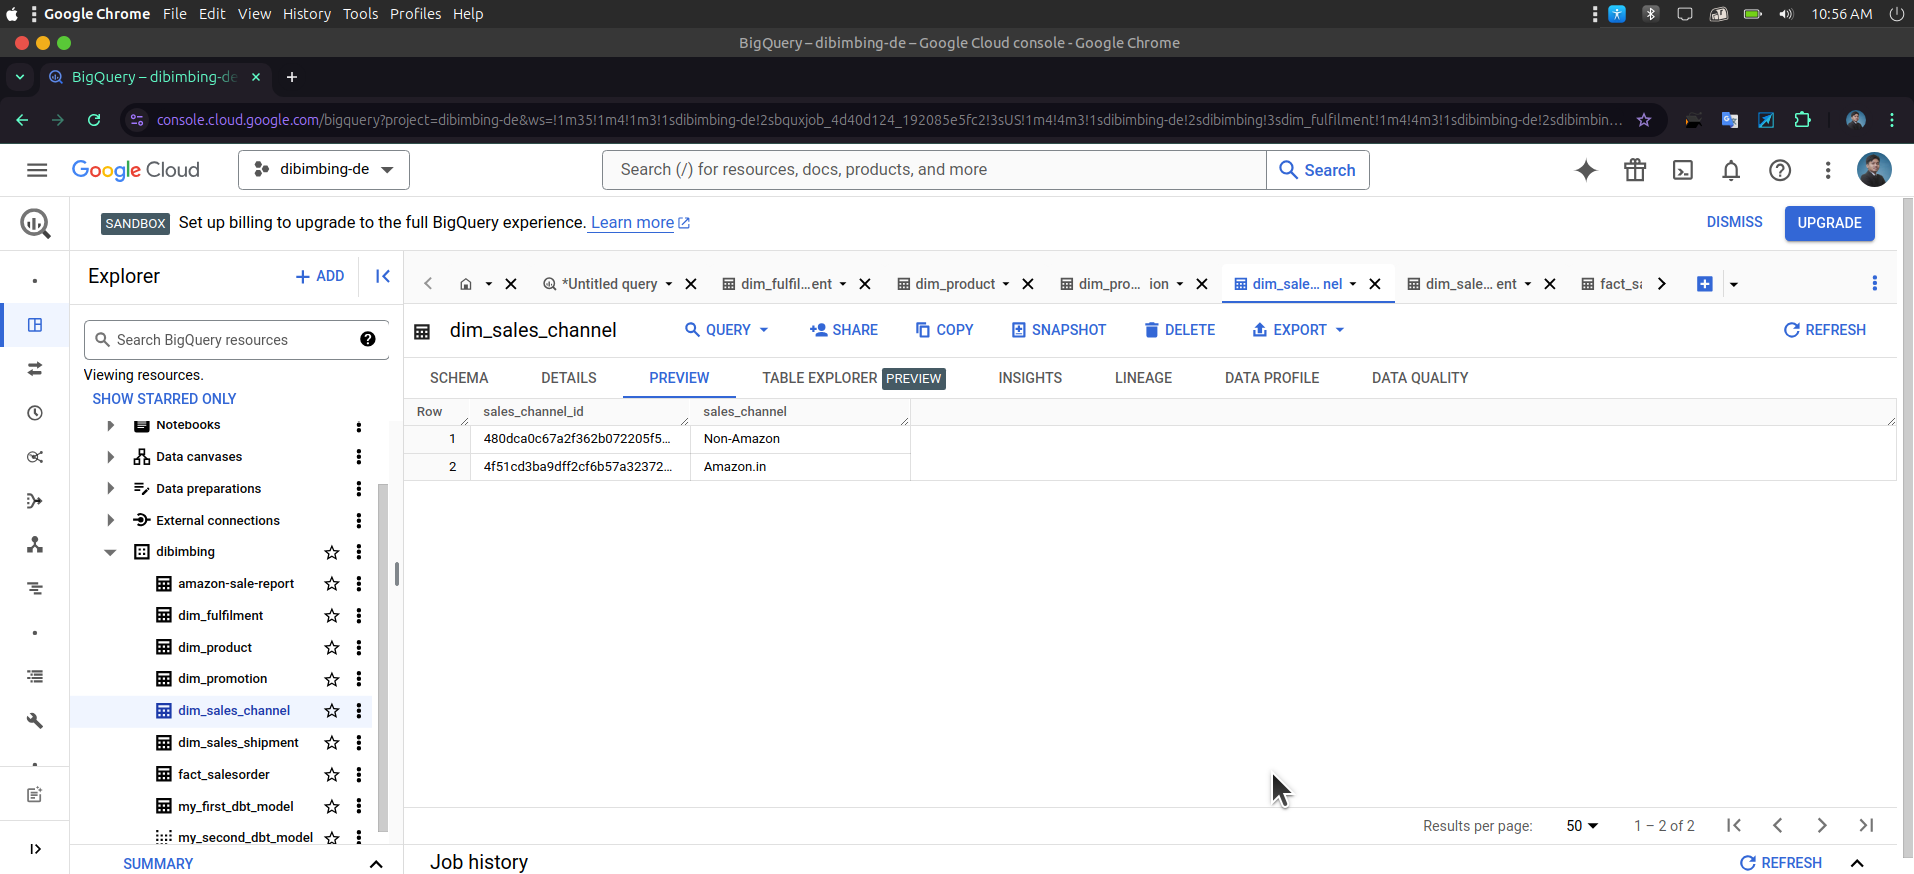 Google Chrome File Edit View History Tools Profiles Help 10:56 AM
BigQuery – dibimbing-de – Google Cloud console - Google Chrome
BigQuery – dibimbing-de
console.cloud.google.com/bigquery?project=dibimbing-de&ws=!1m35!1m4!1m3!1sdibimbing-de!2sbquxjob_4d40d124_192085e5fc2!3sUS!1m4!4m3!1sdibimbing-de!2sdibimbing!3sdim_fulfilment!1m4!4m3!1sdibimbing-de!2sdibimbin...
Google Cloud dibimbing-de Search (/) for resources, docs, products, and more Search
SANDBOX Set up billing to upgrade to the full BigQuery experience. Learn more DISMISS UPGRADE
Explorer + ADD
*Untitled query dim_fulfil...ent dim_product dim_pro... ion dim_sale... nel dim_sale... ent fact_sa
dim_sales_channel QUERY SHARE COPY SNAPSHOT DELETE EXPORT REFRESH
Search BigQuery resources
Viewing resources.
SHOW STARRED ONLY
SCHEMA DETAILS PREVIEW TABLE EXPLORER PREVIEW INSIGHTS LINEAGE DATA PROFILE DATA QUALITY
Row sales_channel_id sales_channel
1 480dca0c67a2f362b072205f5... Non-Amazon
2 4f51cd3ba9dff2cf6b57a32372... Amazon.in
Notebooks
Data canvases
Data preparations
External connections
dibimbing
amazon-sale-report
dim_fulfilment
dim_product
dim_promotion
dim_sales_channel
dim_sales_shipment
fact_salesorder
my_first_dbt_model
my_second_dbt_model
SUMMARY
Results per page: 50 1 – 2 of 2
Job history REFRESH